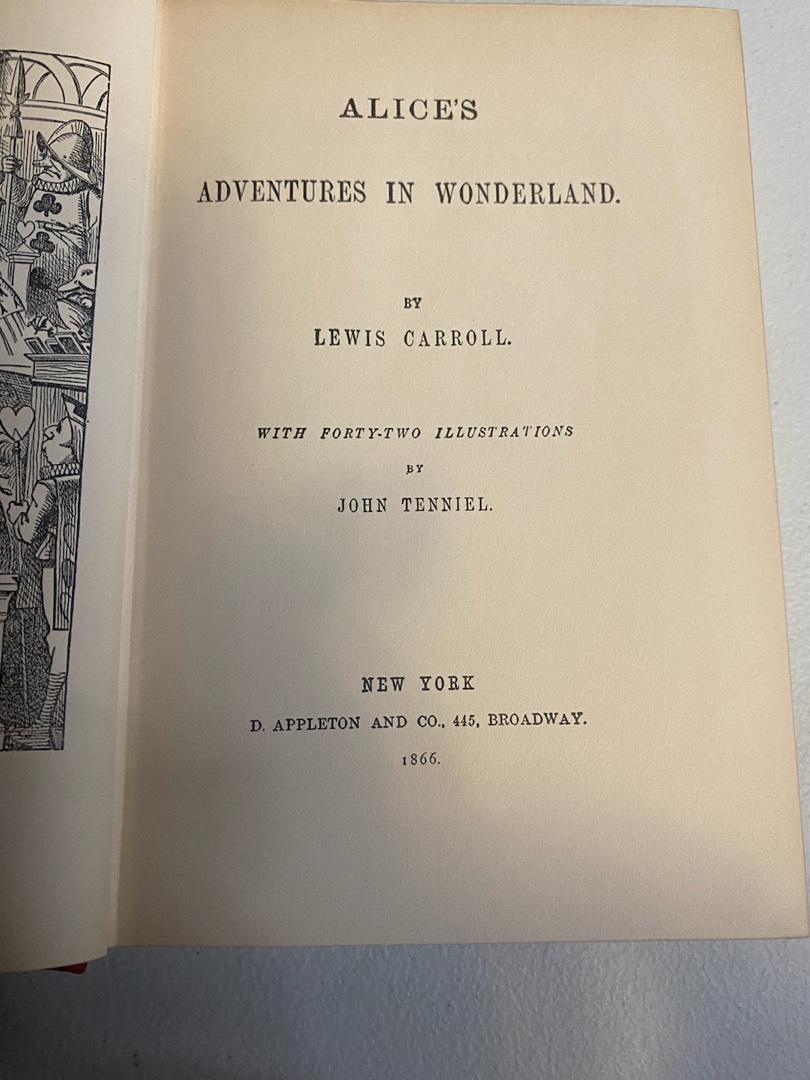 ALICE'S
ADVENTURES IN WONDERLAND.
BY
LEWIS CARROLL.
WITH FORTY-TWO ILLUSTRATIONS
BY
JOHN TENNIEL.
NEW YORK
D. APPLETON AND CO., 445, BROADWAY.
1866.